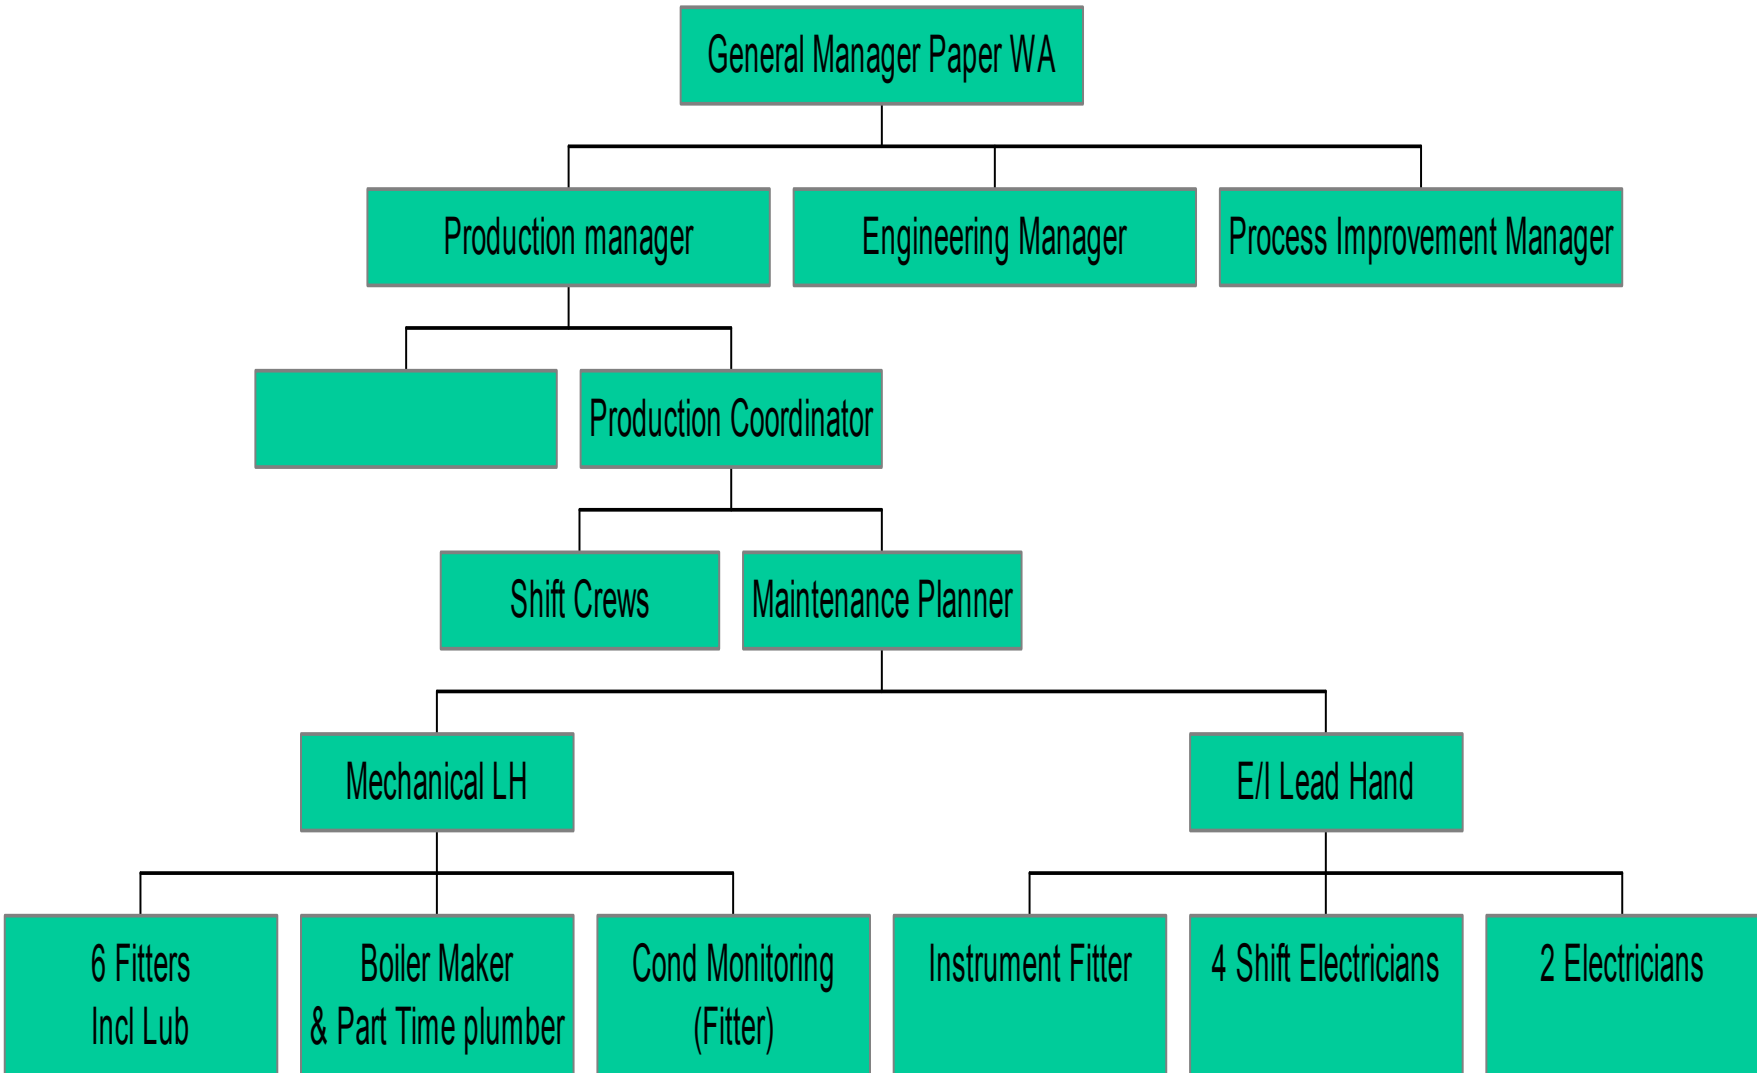 General Manager Paper WA
Production manager
Engineering Manager
Process Improvement Manager
Production Coordinator
Shift Crews
Maintenance Planner
Mechanical LH
E/I Lead Hand
6 Fitters
Incl Lub
Boiler Maker
& Part Time plumber
Cond Monitoring
(Fitter)
Instrument Fitter
4 Shift Electricians
2 Electricians